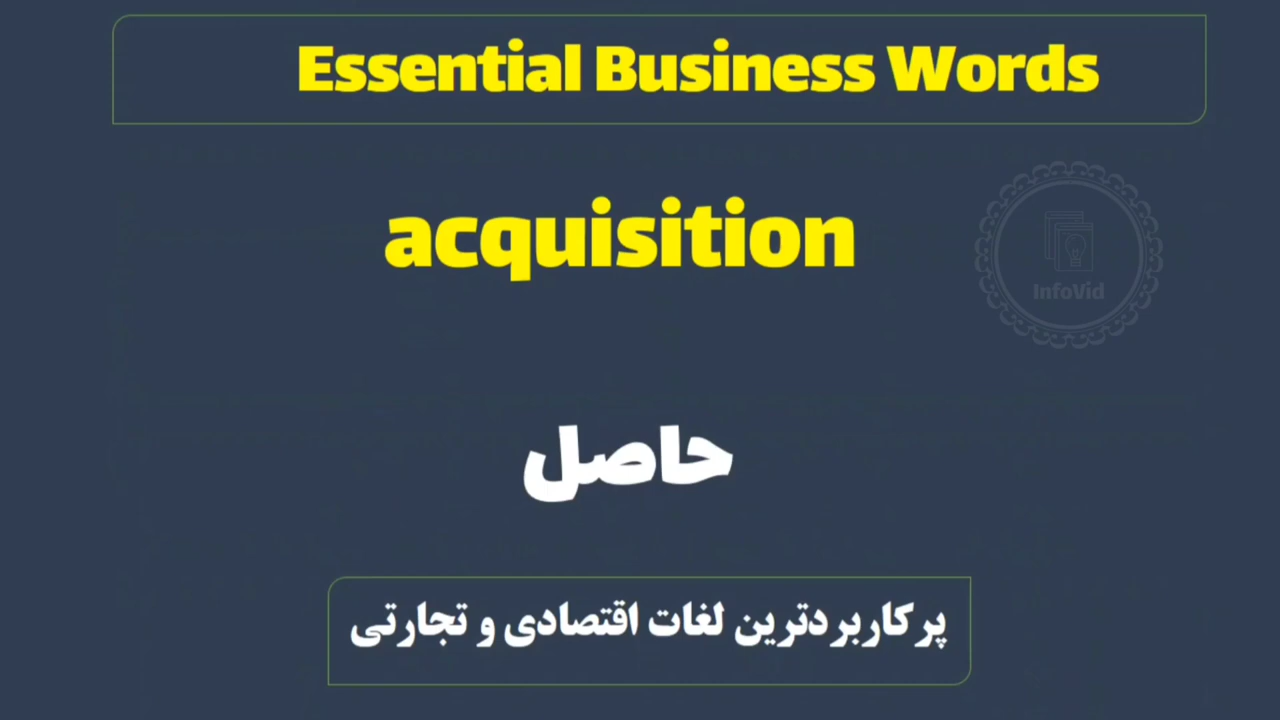 Essential Business Words
acquisition
InfoVid
حاصل
پرکاربردترین لغات اقتصادی و تجارتی